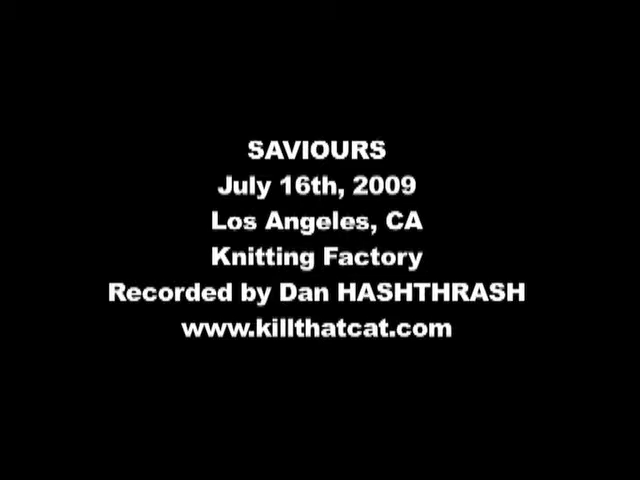 SAVIOURS
July 16th, 2009
Los Angeles, CA
Knitting Factory
Recorded by Dan HASHTHRASH
www.killthatcat.com